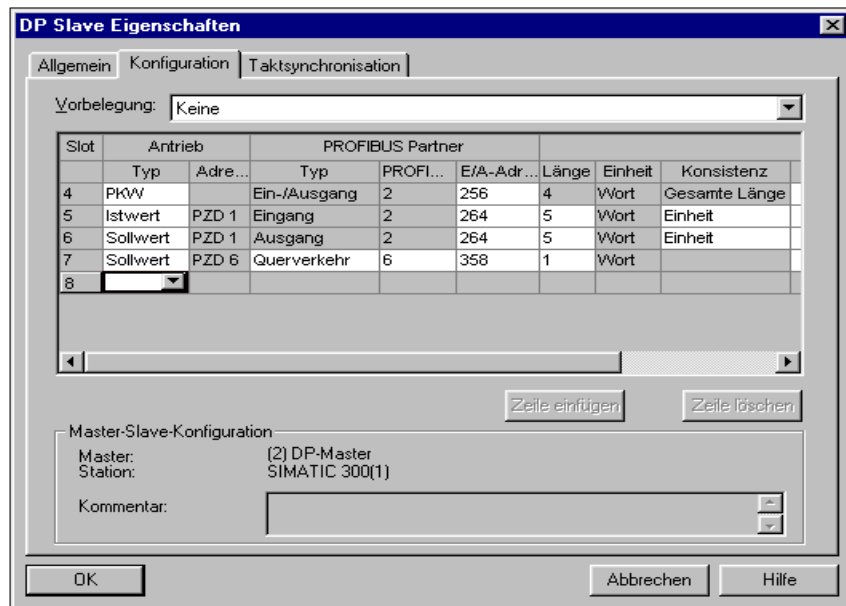 DP Slave Eigenschaften
Allgemein Konfiguration Taktsynchronisation
Vorbelegung: Keine
Slot Antrieb PROFIBUS Partner
Typ Adre... Typ PROFI... E/A-Adr... Länge Einheit Konsistenz
4 PKW Ein-/Ausgang 2 256 4 Wort Gesamte Länge
5 Istwert PZD 1 Eingang 2 264 5 Wort Einheit
6 Sollwert PZD 1 Ausgang 2 264 5 Wort Einheit
7 Sollwert PZD 6 Querverkehr 6 358 1 Wort
8
Zeile einfügen Zeile löschen
Master-Slave-Konfiguration
Master: (2) DP-Master
Station: SIMATIC 300(1)
Kommentar:
OK Abbrechen Hilfe